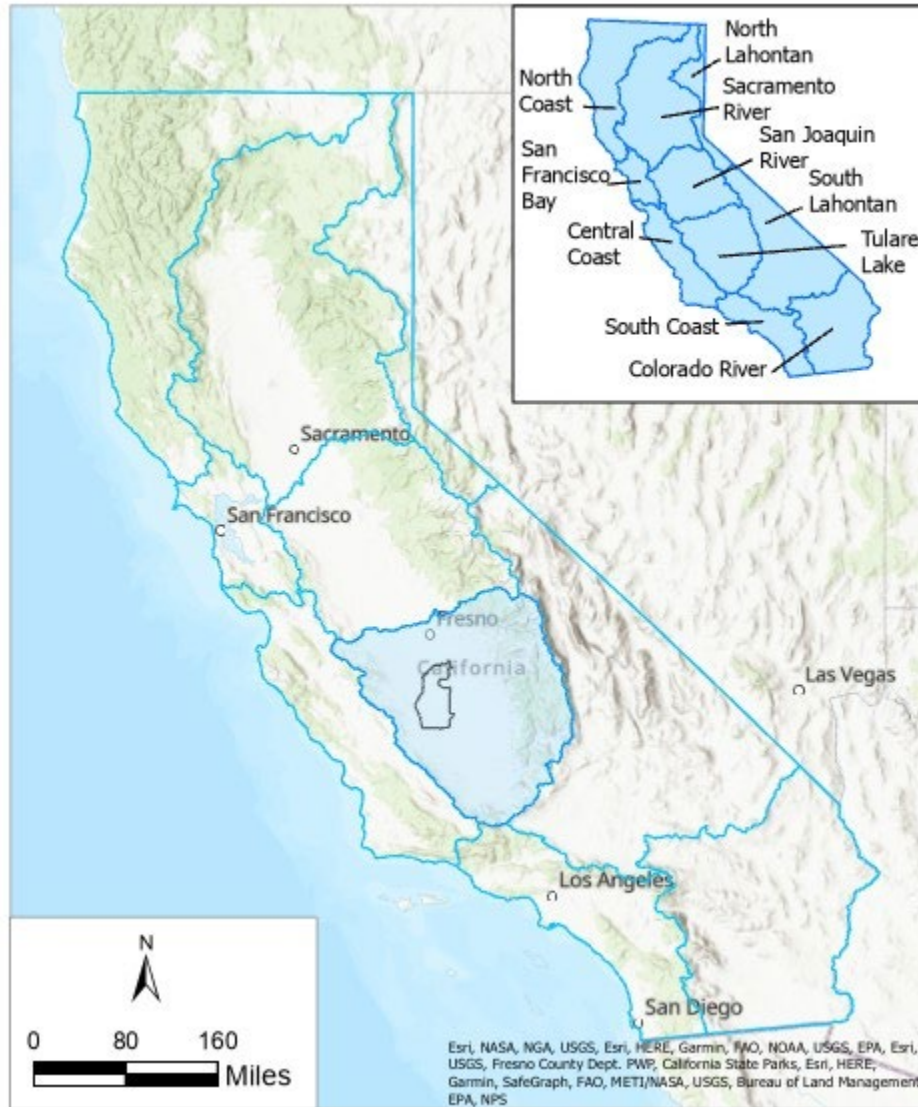 North
Lahontan
North
Coast
Sacramento
River
San
Francisco
Bay
San Joaquin
River
South
Lahontan
Central
Coast
Tulare
Lake
South Coast
Colorado River
Sacramento
San Francisco
Fresno
California
Las Vegas
Los Angeles
San Diego
N
0 80 160
Miles
Esri, NASA, NGA, USGS, Esri, HERE, Garmin, FAO, NOAA, USGS, EPA, Esri,
USGS, Fresno County Dept. PWP, California State Parks, Esri, HERE,
Garmin, SafeGraph, FAO, METI/NASA, USGS, Bureau of Land Management,
EPA, NPS